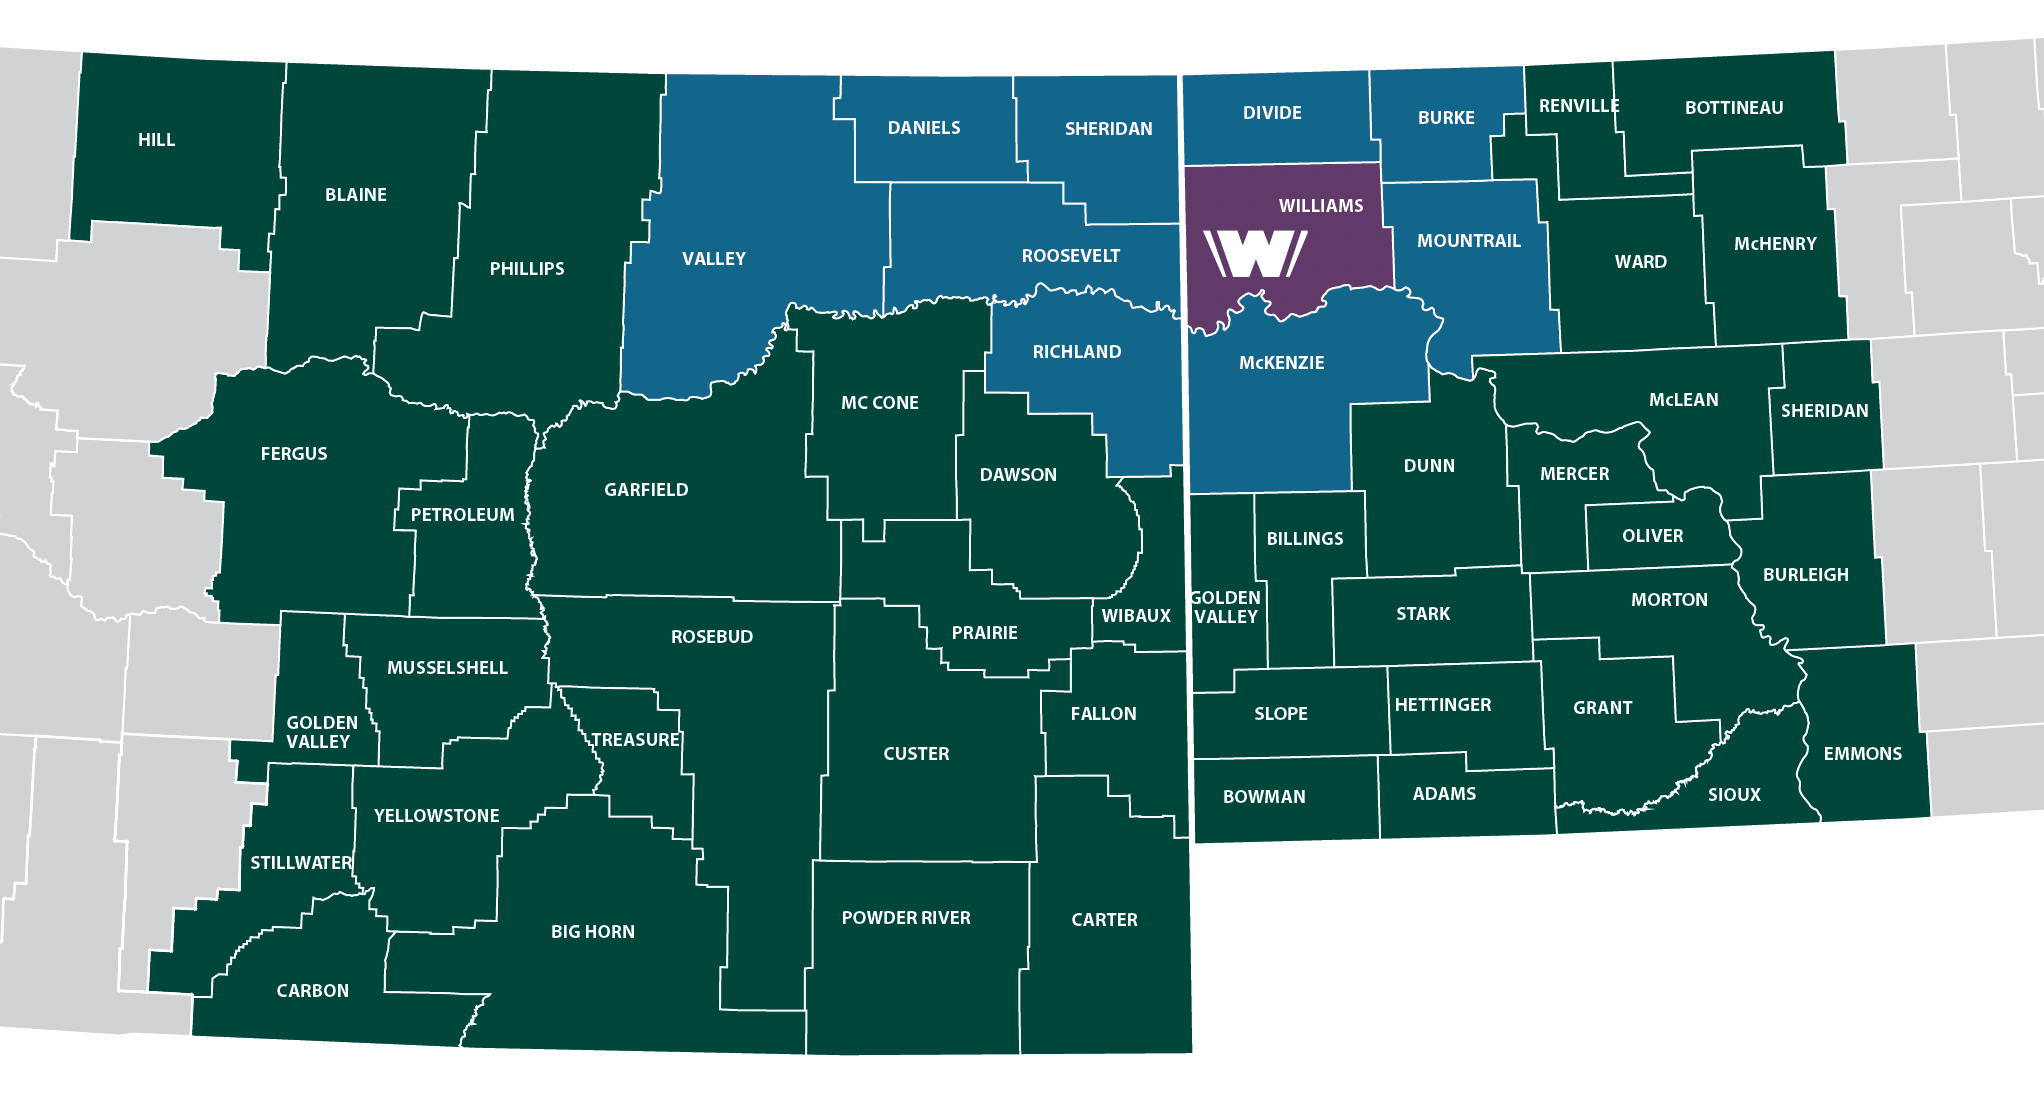 HILL
BLAINE
PHILLIPS
VALLEY
DANIELS
SHERIDAN
ROOSEVELT
RICHLAND
DIVIDE
BURKE
RENVILLE
BOTTINEAU
WILLIAMS
W
MOUNTRAIL
WARD
McHENRY
McKENZIE
MC CONE
DAWSON
FERGUS
PETROLEUM
GARFIELD
DUNN
McLEAN
SHERIDAN
MERCER
OLIVER
BILLINGS
BURLEIGH
GOLDEN
VALLEY
STARK
MORTON
WIBAUX
PRAIRIE
ROSEBUD
MUSSELSHELL
GOLDEN
VALLEY
TREASURE
CUSTER
FALLON
SLOPE
HETTINGER
GRANT
EMMONS
BOWMAN
ADAMS
SIOUX
YELLOWSTONE
STILLWATER
BIG HORN
POWDER RIVER
CARTER
CARBON